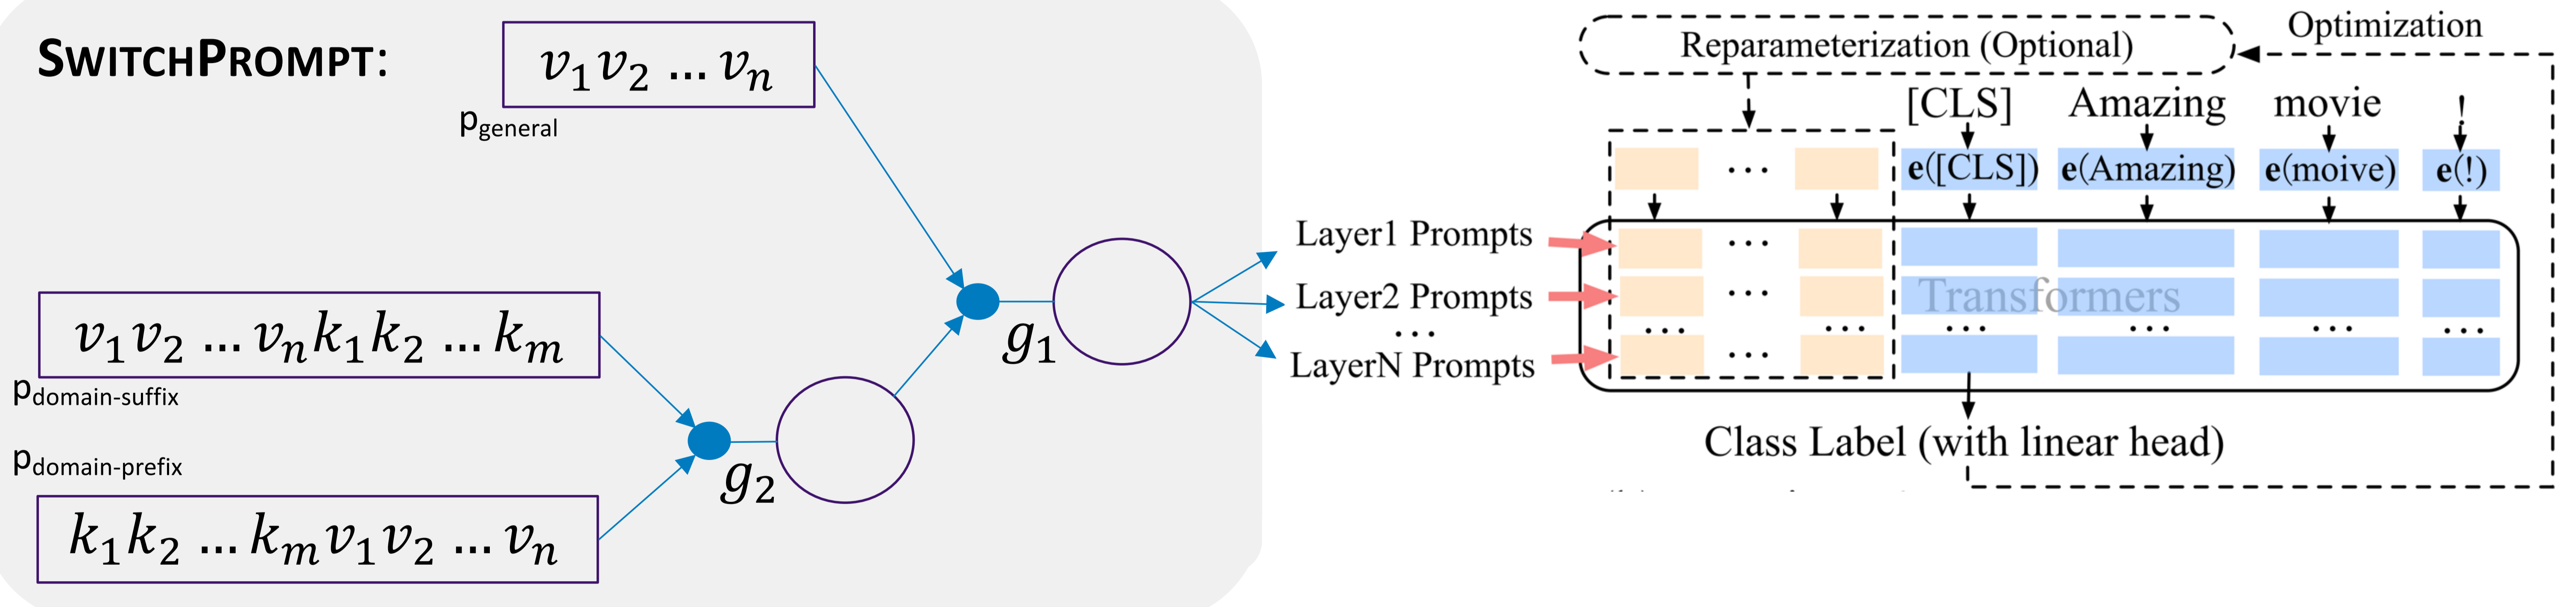 SWITCHPROMPT:
v₁v₂ ... vₙ
pgeneral
v₁v₂ ... vₙk₁k₂ ... kₘ
pdomain-suffix
pdomain-prefix
k₁k₂ ... kₘv₁v₂ ... vₙ
g₂
g₁
Layer1 Prompts
Layer2 Prompts
...
LayerN Prompts
Reparameterization (Optional)
Optimization
[CLS] Amazing movie !
... e([CLS]) e(Amazing) e(moive) e(!)
...
Transformers
...
... ... ... ... ... ...
...
Class Label (with linear head)